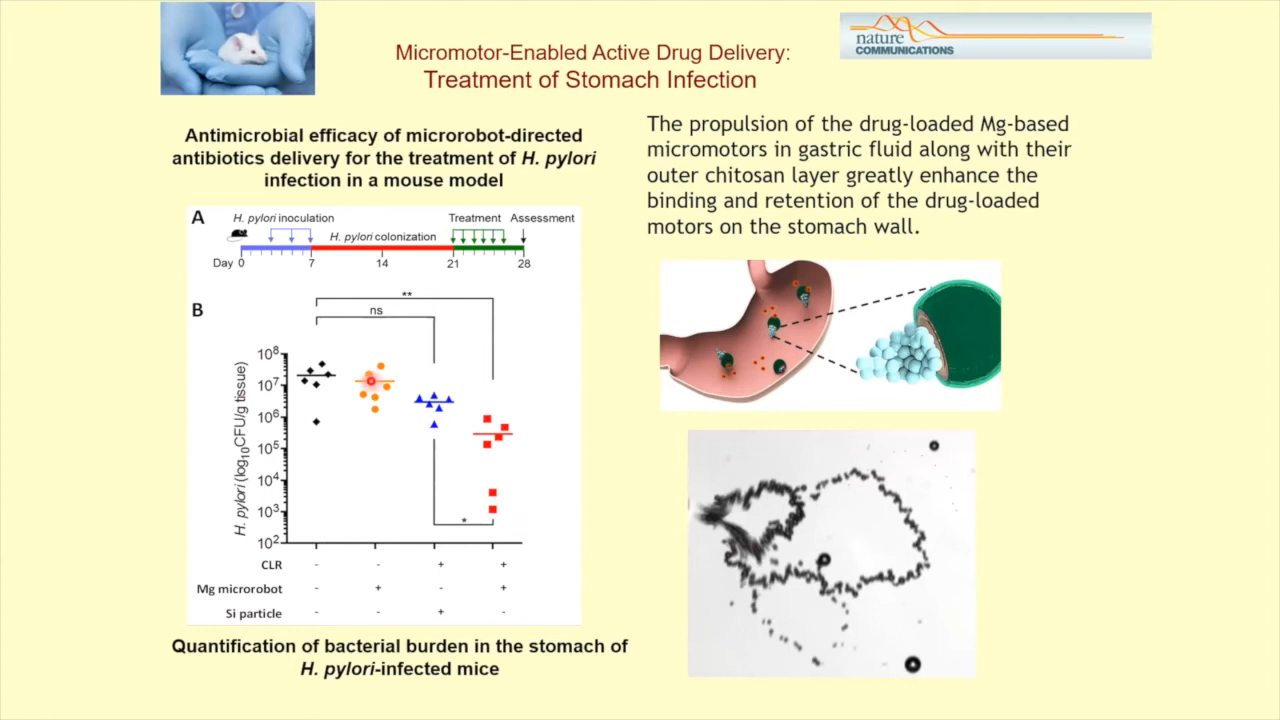 Micromotor-Enabled Active Drug Delivery:
Treatment of Stomach Infection
nature
COMMUNICATIONS
Antimicrobial efficacy of microrobot-directed
antibiotics delivery for the treatment of H. pylori
infection in a mouse model
A
H. pylori inoculation
Treatment
Assessment
H. pylori colonization
Day 0 7 14 21 28
B
**
ns
10⁸
10⁷
10⁶
10⁵
10⁴
10³
10²
H. pylori (log₁₀CFU/g tissue)
*
CLR - - + +
Mg microrobot - + - +
Si particle - - + -
Quantification of bacterial burden in the stomach of
H. pylori-infected mice
The propulsion of the drug-loaded Mg-based
micromotors in gastric fluid along with their
outer chitosan layer greatly enhance the
binding and retention of the drug-loaded
motors on the stomach wall.